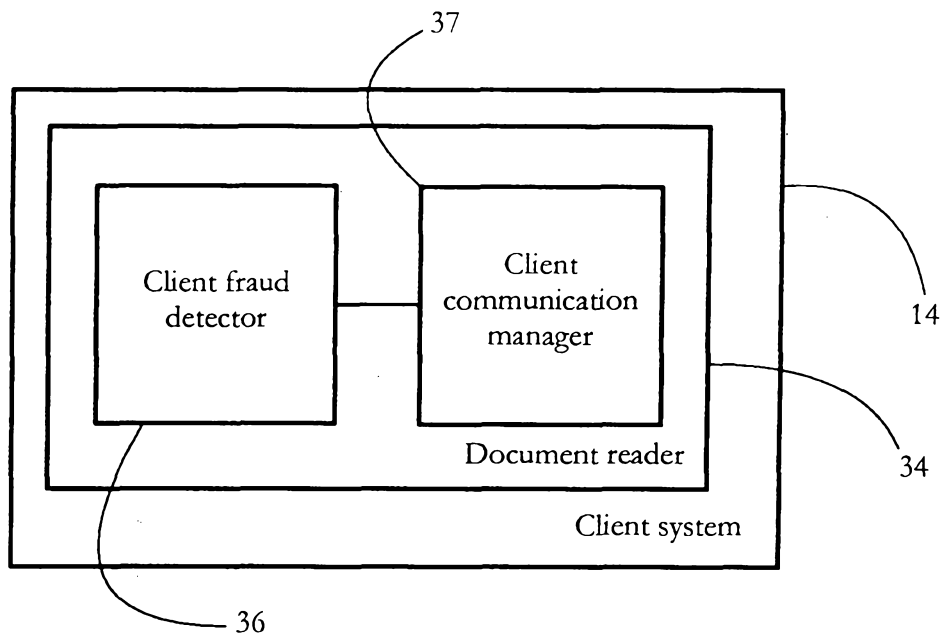 37
Client fraud
detector
Client
communication
manager
14
Document reader
34
Client system
36